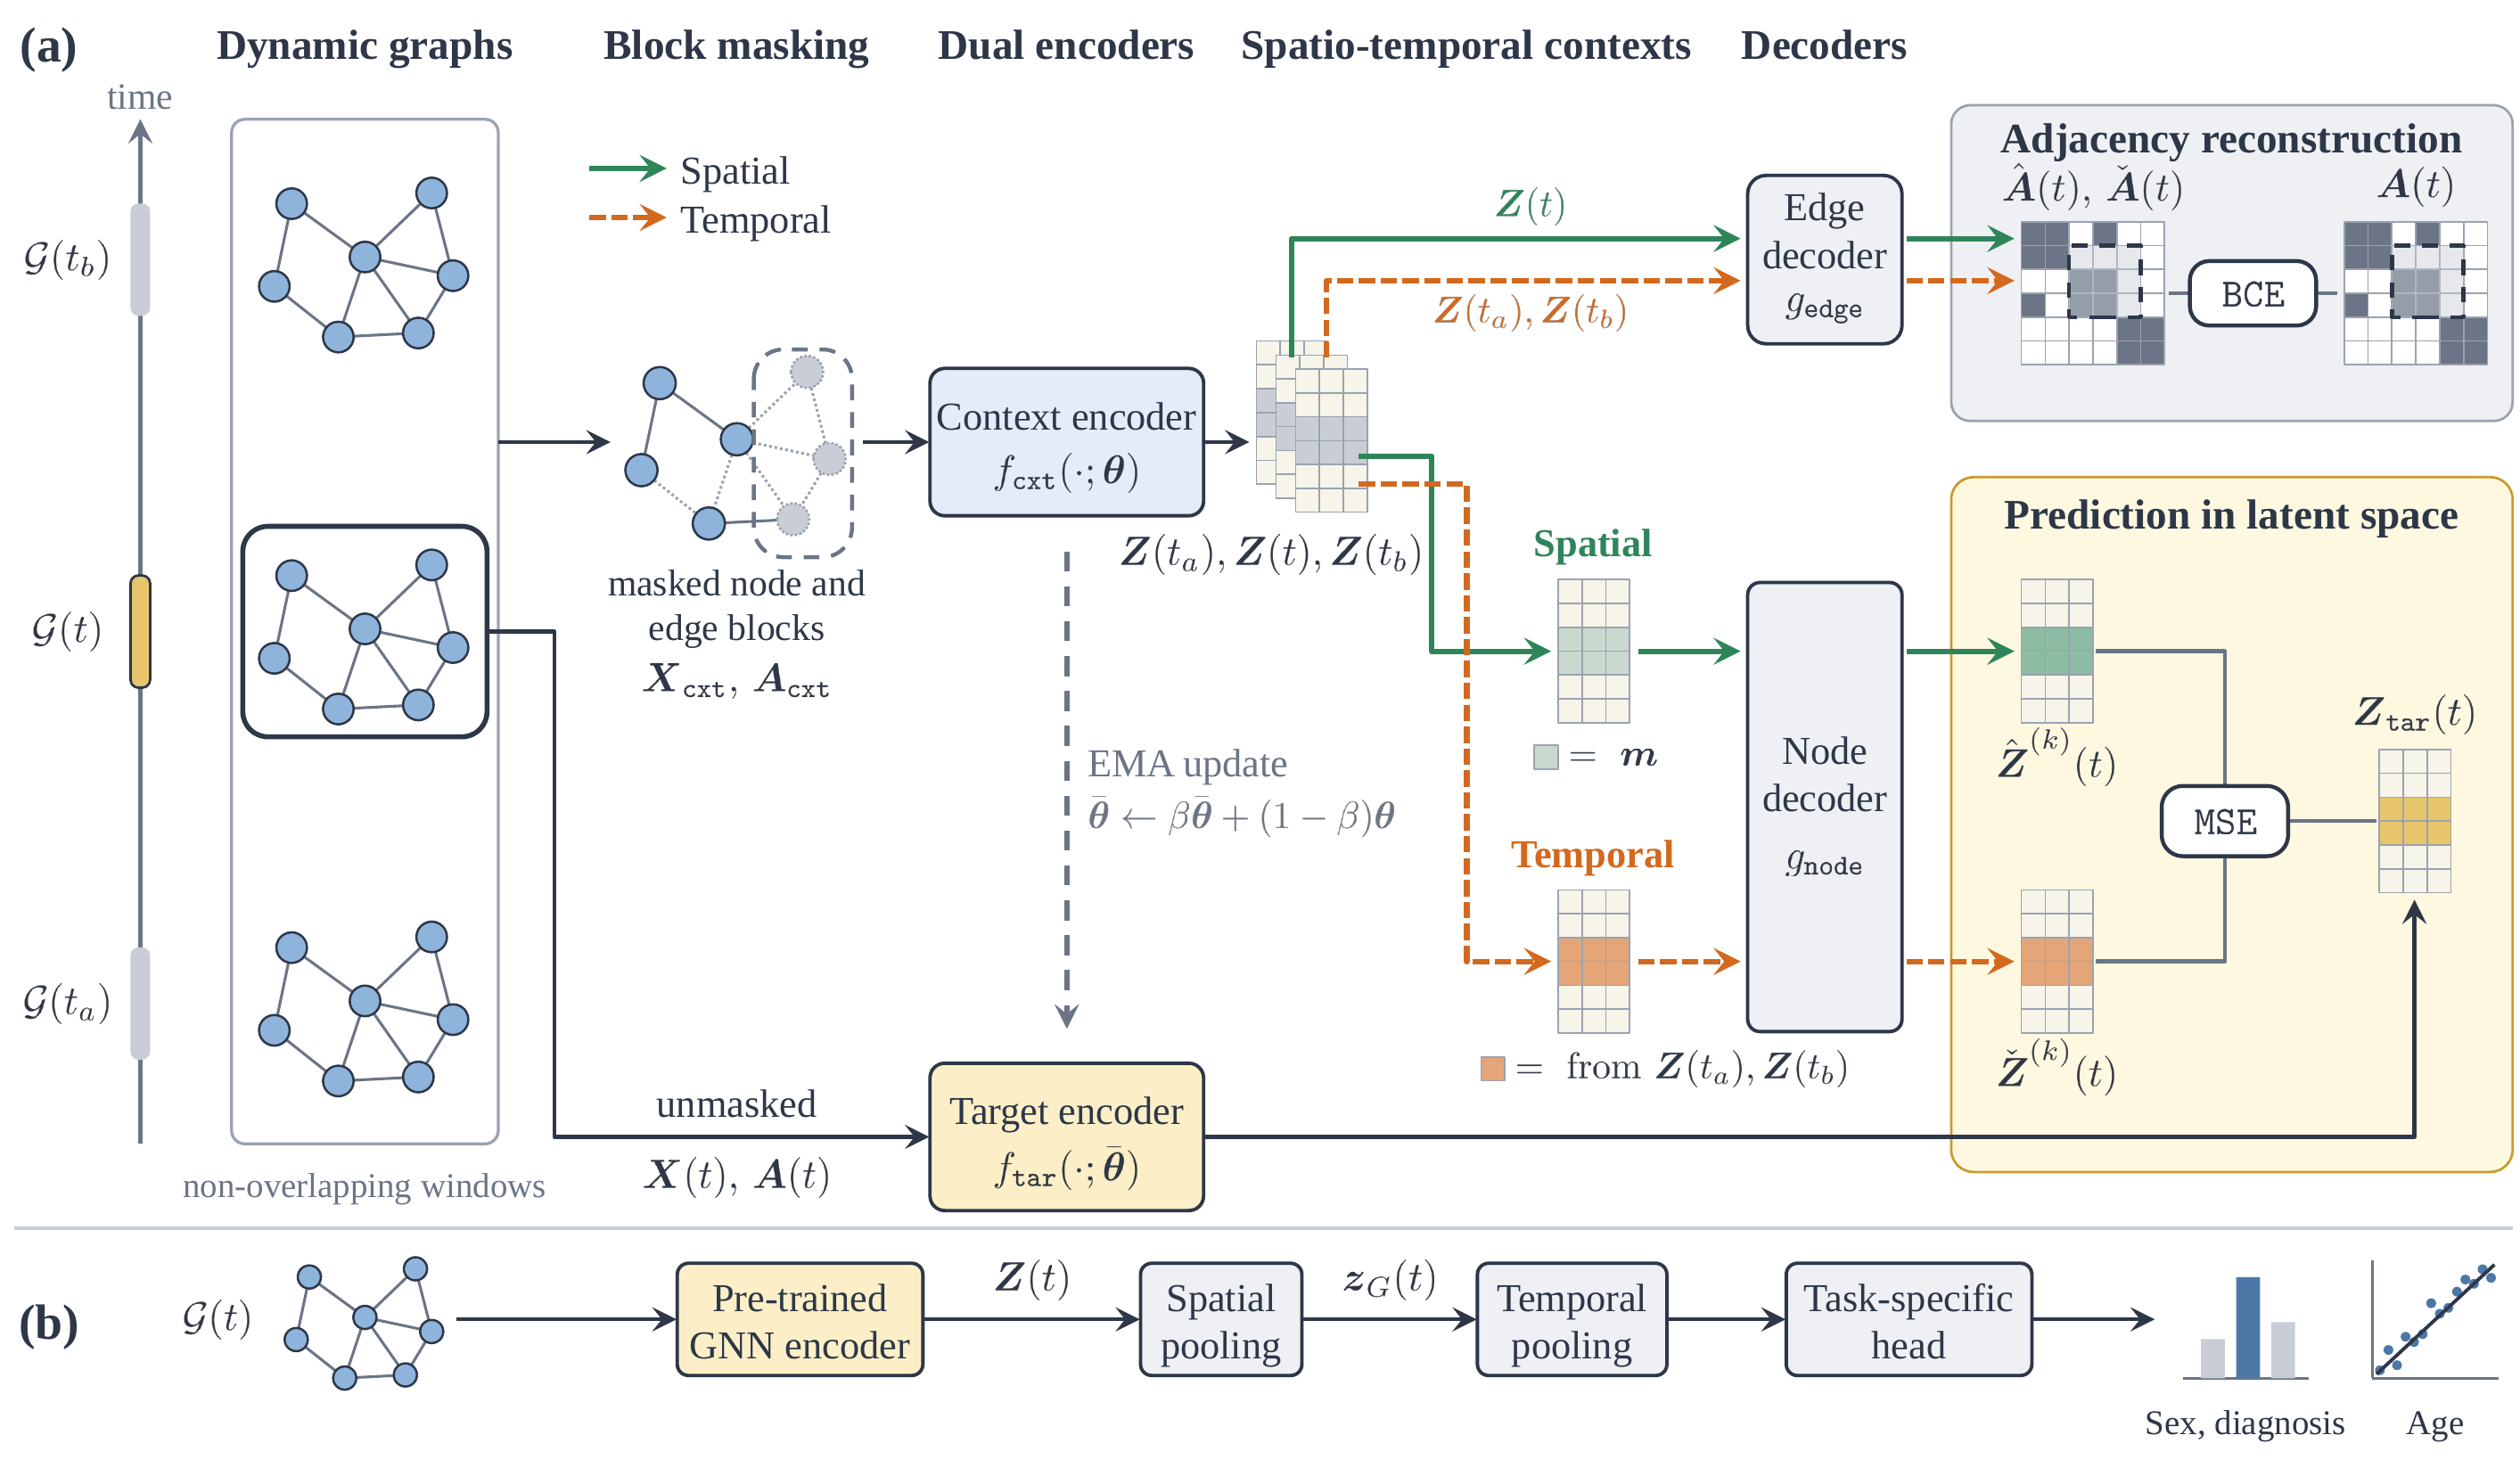 (a)
Dynamic graphs
Block masking
Dual encoders
Spatio-temporal contexts
Decoders
time
𝒢(t_b)
𝒢(t)
𝒢(t_a)
non-overlapping windows
Spatial
Temporal
masked node and
edge blocks
X_cxt, A_cxt
unmasked
X(t), A(t)
Context encoder
f_cxt(·; θ)
EMA update
θ̄ ← βθ̄ + (1 − β)θ
Target encoder
f_tar(·; θ̄)
Z(t_a), Z(t), Z(t_b)
Z(t)
Z(t_a), Z(t_b)
Spatial
= m
Temporal
= from Z(t_a), Z(t_b)
Edge
decoder
g_edge
Node
decoder
g_node
Adjacency reconstruction
Â(t), Ǎ(t)
A(t)
BCE
Prediction in latent space
Ẑ^(k)(t)
Ž^(k)(t)
MSE
Z_tar(t)
(b)
𝒢(t)
Pre-trained
GNN encoder
Z(t)
Spatial
pooling
z_G(t)
Temporal
pooling
Task-specific
head
Sex, diagnosis
Age